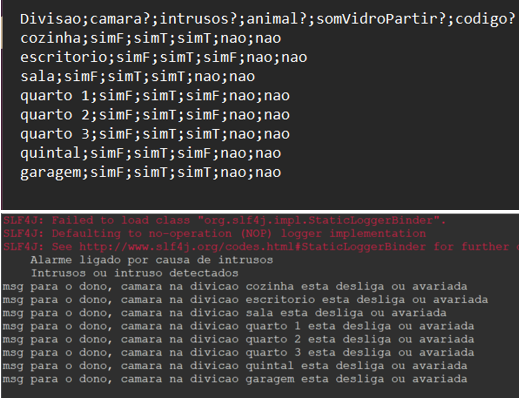 Divisao;camara?;intrusos?;animal?;somVidroPartir?;codigo?
cozinha;simF;simT;simT;nao;nao
escritorio;simF;simT;simF;nao;nao
sala;simF;simT;simT;nao;nao
quarto 1;simF;simT;simF;nao;nao
quarto 2;simF;simT;simF;nao;nao
quarto 3;simF;simT;simT;nao;nao
quintal;simF;simF;simT;nao;nao
garagem;simF;simT;simT;nao;nao
SLF4J: Failed to load class "org.slf4j.impl.StaticLoggerBinder".
SLF4J: Defaulting to no-operation (NOP) logger implementation
SLF4J: See http://www.slf4j.org/codes.html#StaticLoggerBinder for further
Alarme ligado por causa de intrusos
Intrusos ou intruso detectados
msg para o dono, camara na divicao cozinha esta desliga ou avariada
msg para o dono, camara na divicao escritorio esta desliga ou avariada
msg para o dono, camara na divicao sala esta desliga ou avariada
msg para o dono, camara na divicao quarto 1 esta desliga ou avariada
msg para o dono, camara na divicao quarto 2 esta desliga ou avariada
msg para o dono, camara na divicao quarto 3 esta desliga ou avariada
msg para o dono, camara na divicao quintal esta desliga ou avariada
msg para o dono, camara na divicao garagem esta desliga ou avariada